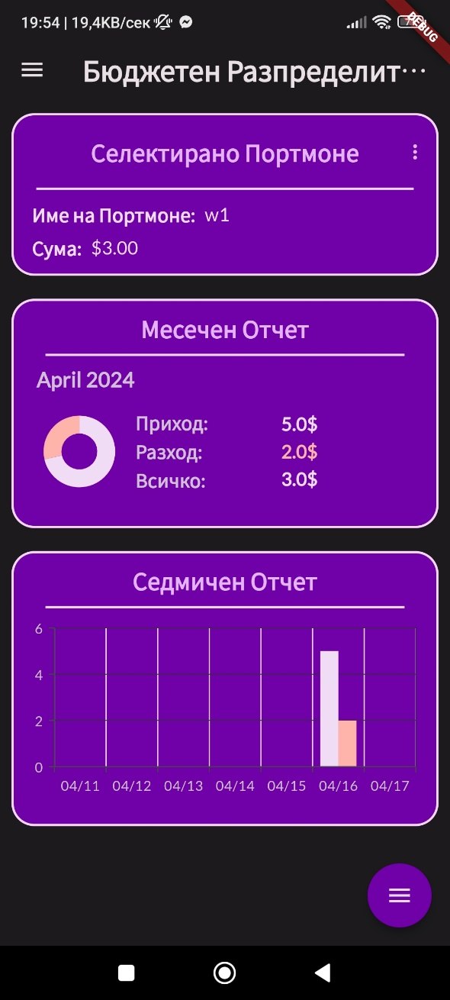 19:54 | 19,4KB/сек
DEBUG
Бюджетен Разпределит...
Селектирано Портмоне
Име на Портмоне: w1
Сума: $3.00
Месечен Отчет
April 2024
Приход: 5.0$
Разход: 2.0$
Всичко: 3.0$
Седмичен Отчет
6
4
2
0
04/11 04/12 04/13 04/14 04/15 04/16 04/17